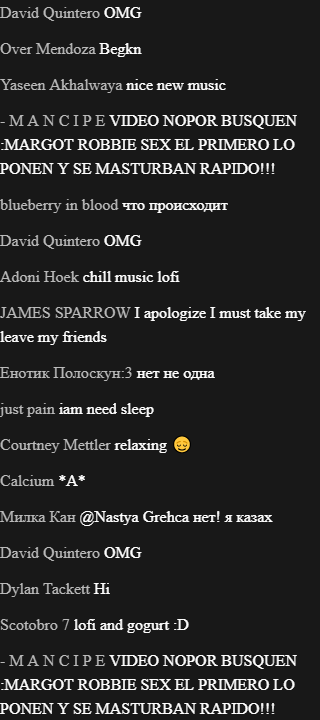 David Quintero OMG
Over Mendoza Begkn
Yaseen Akhalwaya nice new music
- M A N C I P E VIDEO NOPOR BUSQUEN
:MARGOT ROBBIE SEX EL PRIMERO LO
PONEN Y SE MASTURBAN RAPIDO!!!
blueberry in blood что происходит
David Quintero OMG
Adoni Hoek chill music lofi
JAMES SPARROW I apologize I must take my
leave my friends
Енотик Полоскун:3 нет не одна
just pain iam need sleep
Courtney Mettler relaxing 😌
Calcium *A*
Милка Кан @Nastya Grehca нет! я казах
David Quintero OMG
Dylan Tackett Hi
Scotobro 7 lofi and gogurt :D
- M A N C I P E VIDEO NOPOR BUSQUEN
:MARGOT ROBBIE SEX EL PRIMERO LO
PONEN Y SE MASTURBAN RAPIDO!!!